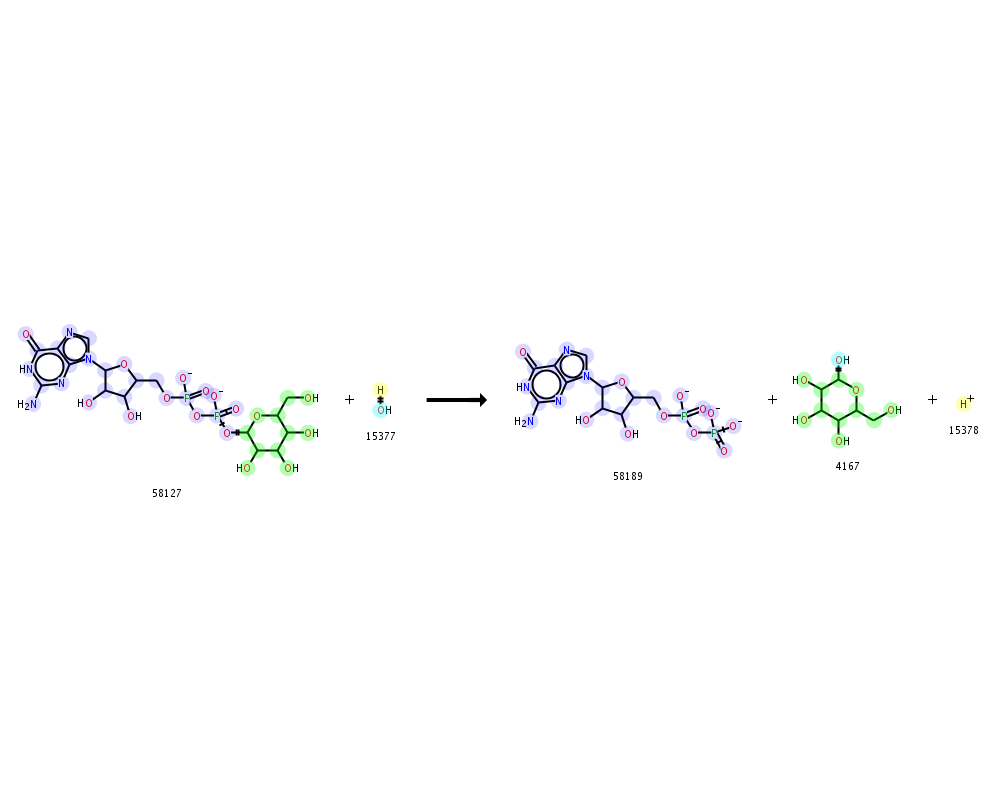 O N N HN N N H2N O HO OH O O⁻ P O O O⁻ P O O O OH OH HO OH
+
H OH
15377
58127
O N N HN N N H2N O HO OH O O⁻ P O O O⁻ P O⁻ O
58189
+
OH HO O HO OH OH
4167
+
H⁺
15378